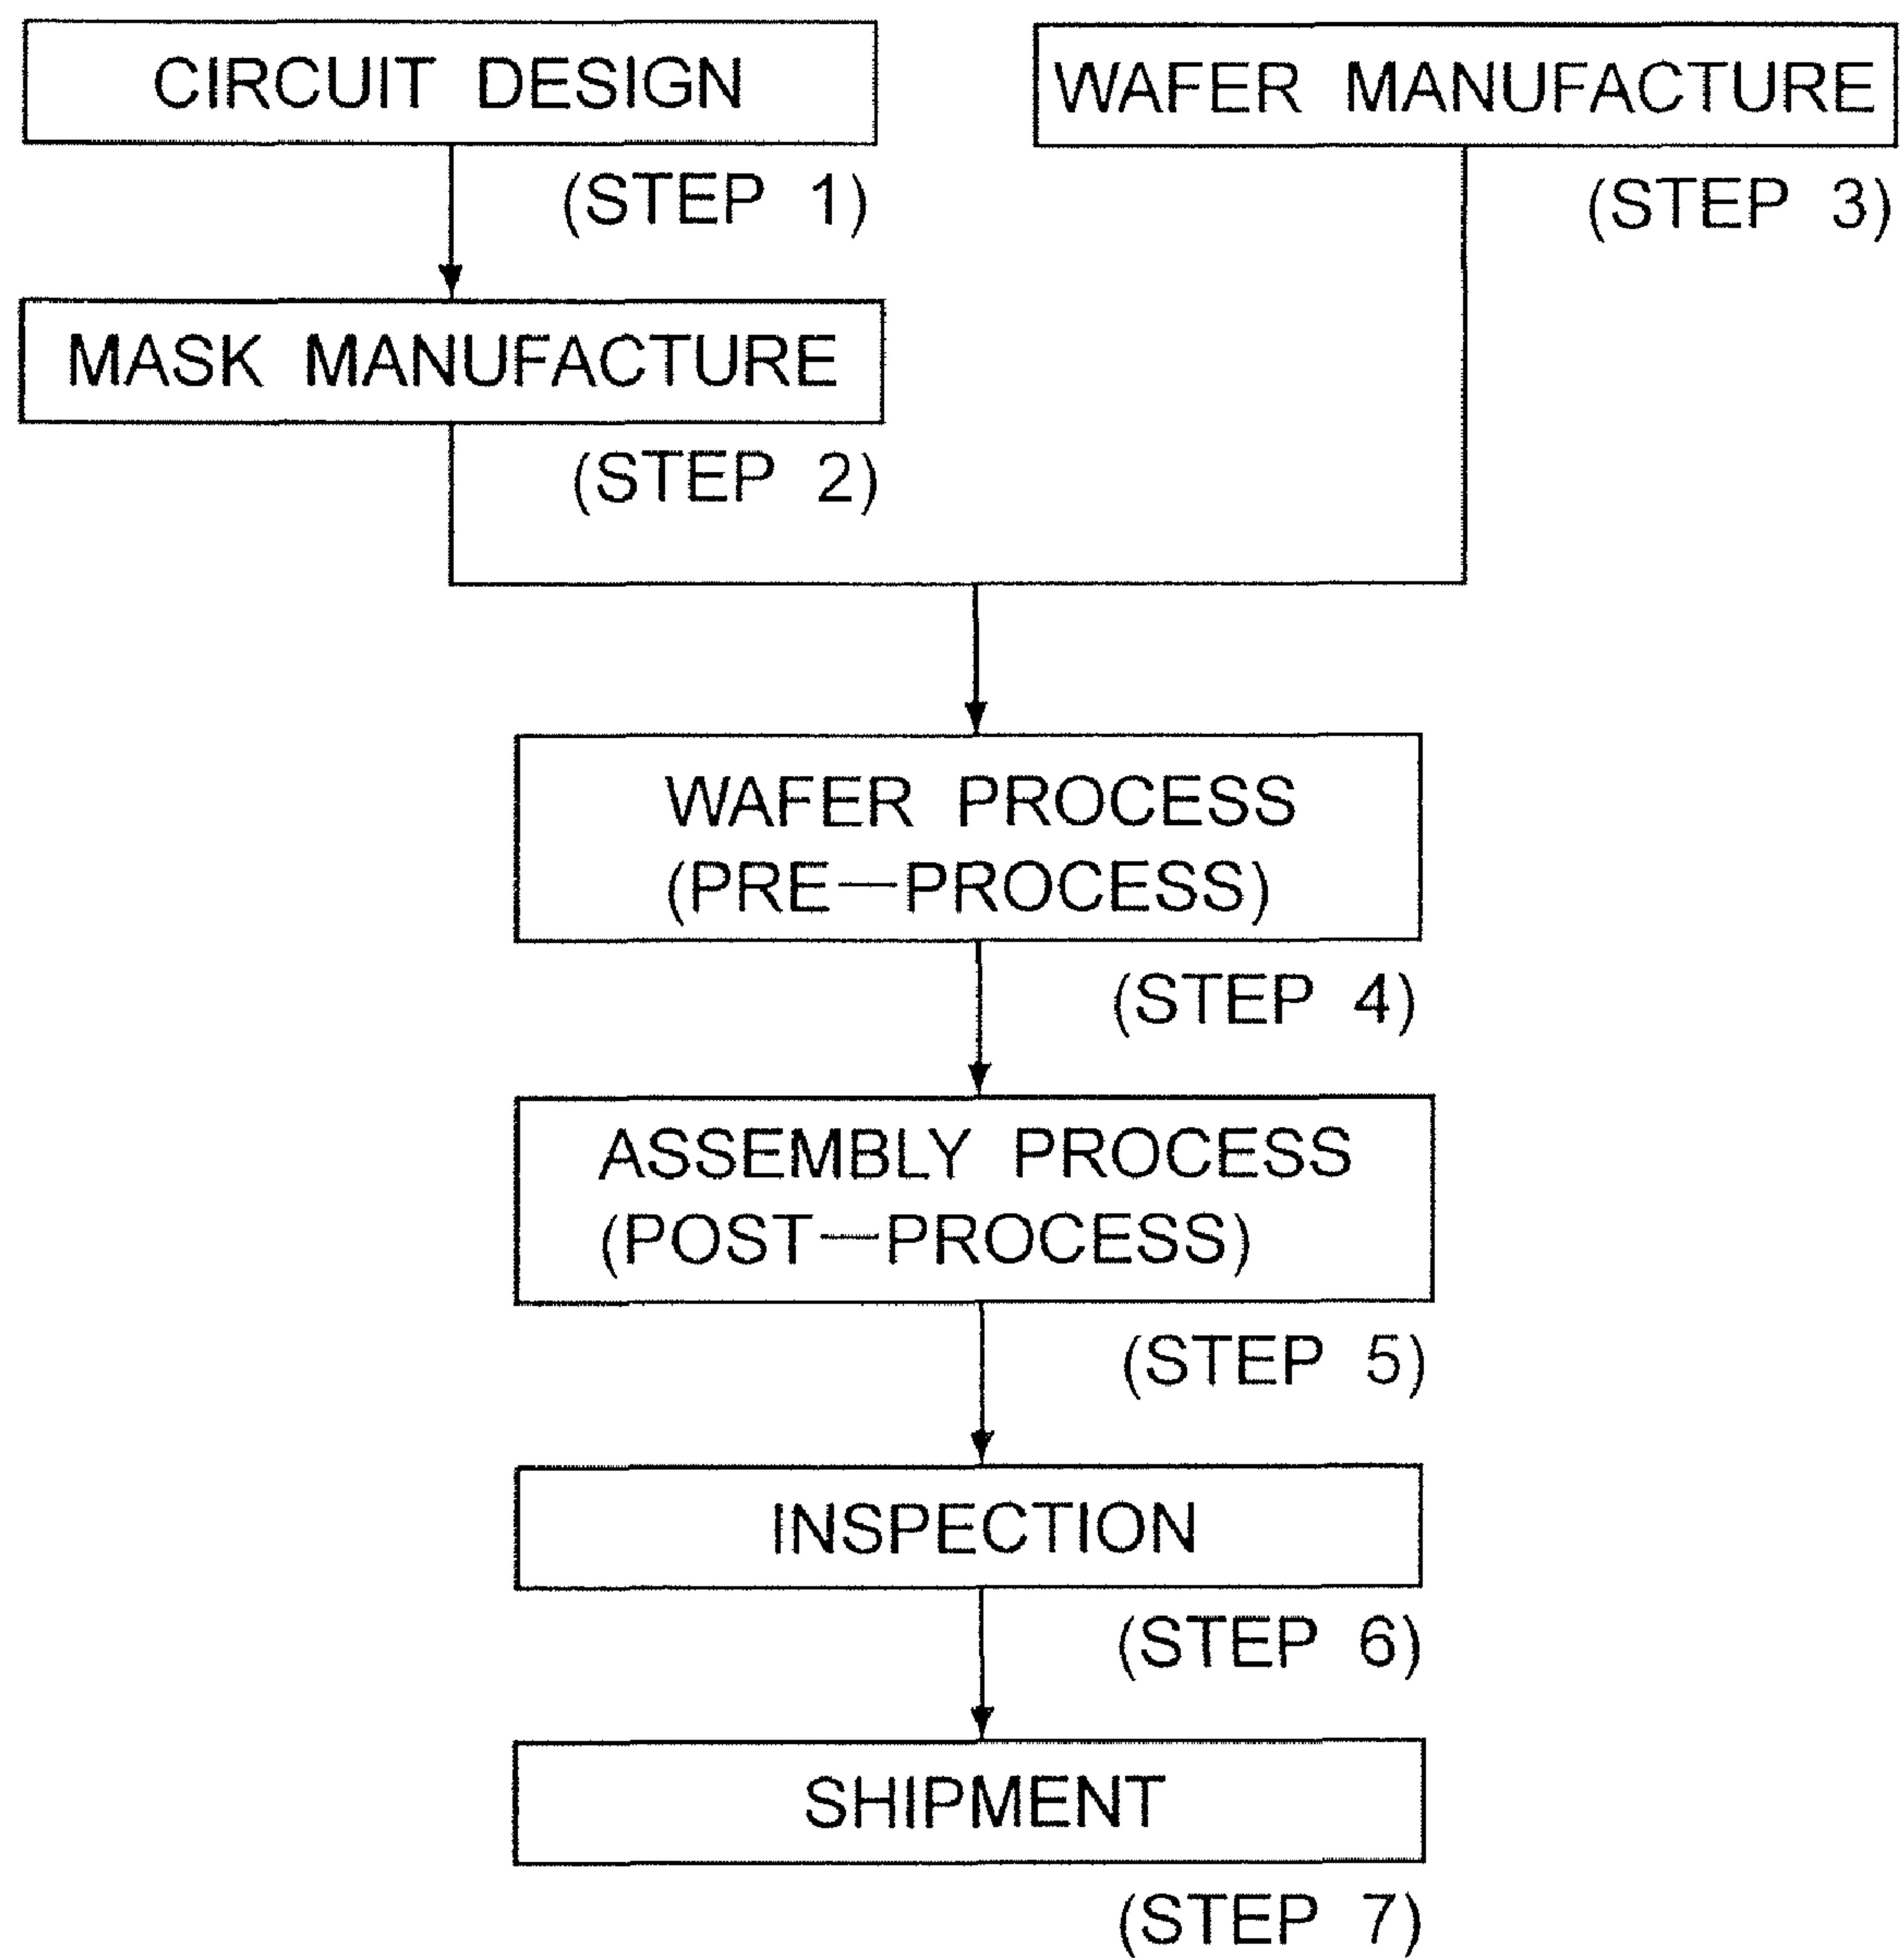 CIRCUIT DESIGN
(STEP 1)
MASK MANUFACTURE
(STEP 2)
WAFER MANUFACTURE
(STEP 3)
WAFER PROCESS
(PRE—PROCESS)
(STEP 4)
ASSEMBLY PROCESS
(POST—PROCESS)
(STEP 5)
INSPECTION
(STEP 6)
SHIPMENT
(STEP 7)